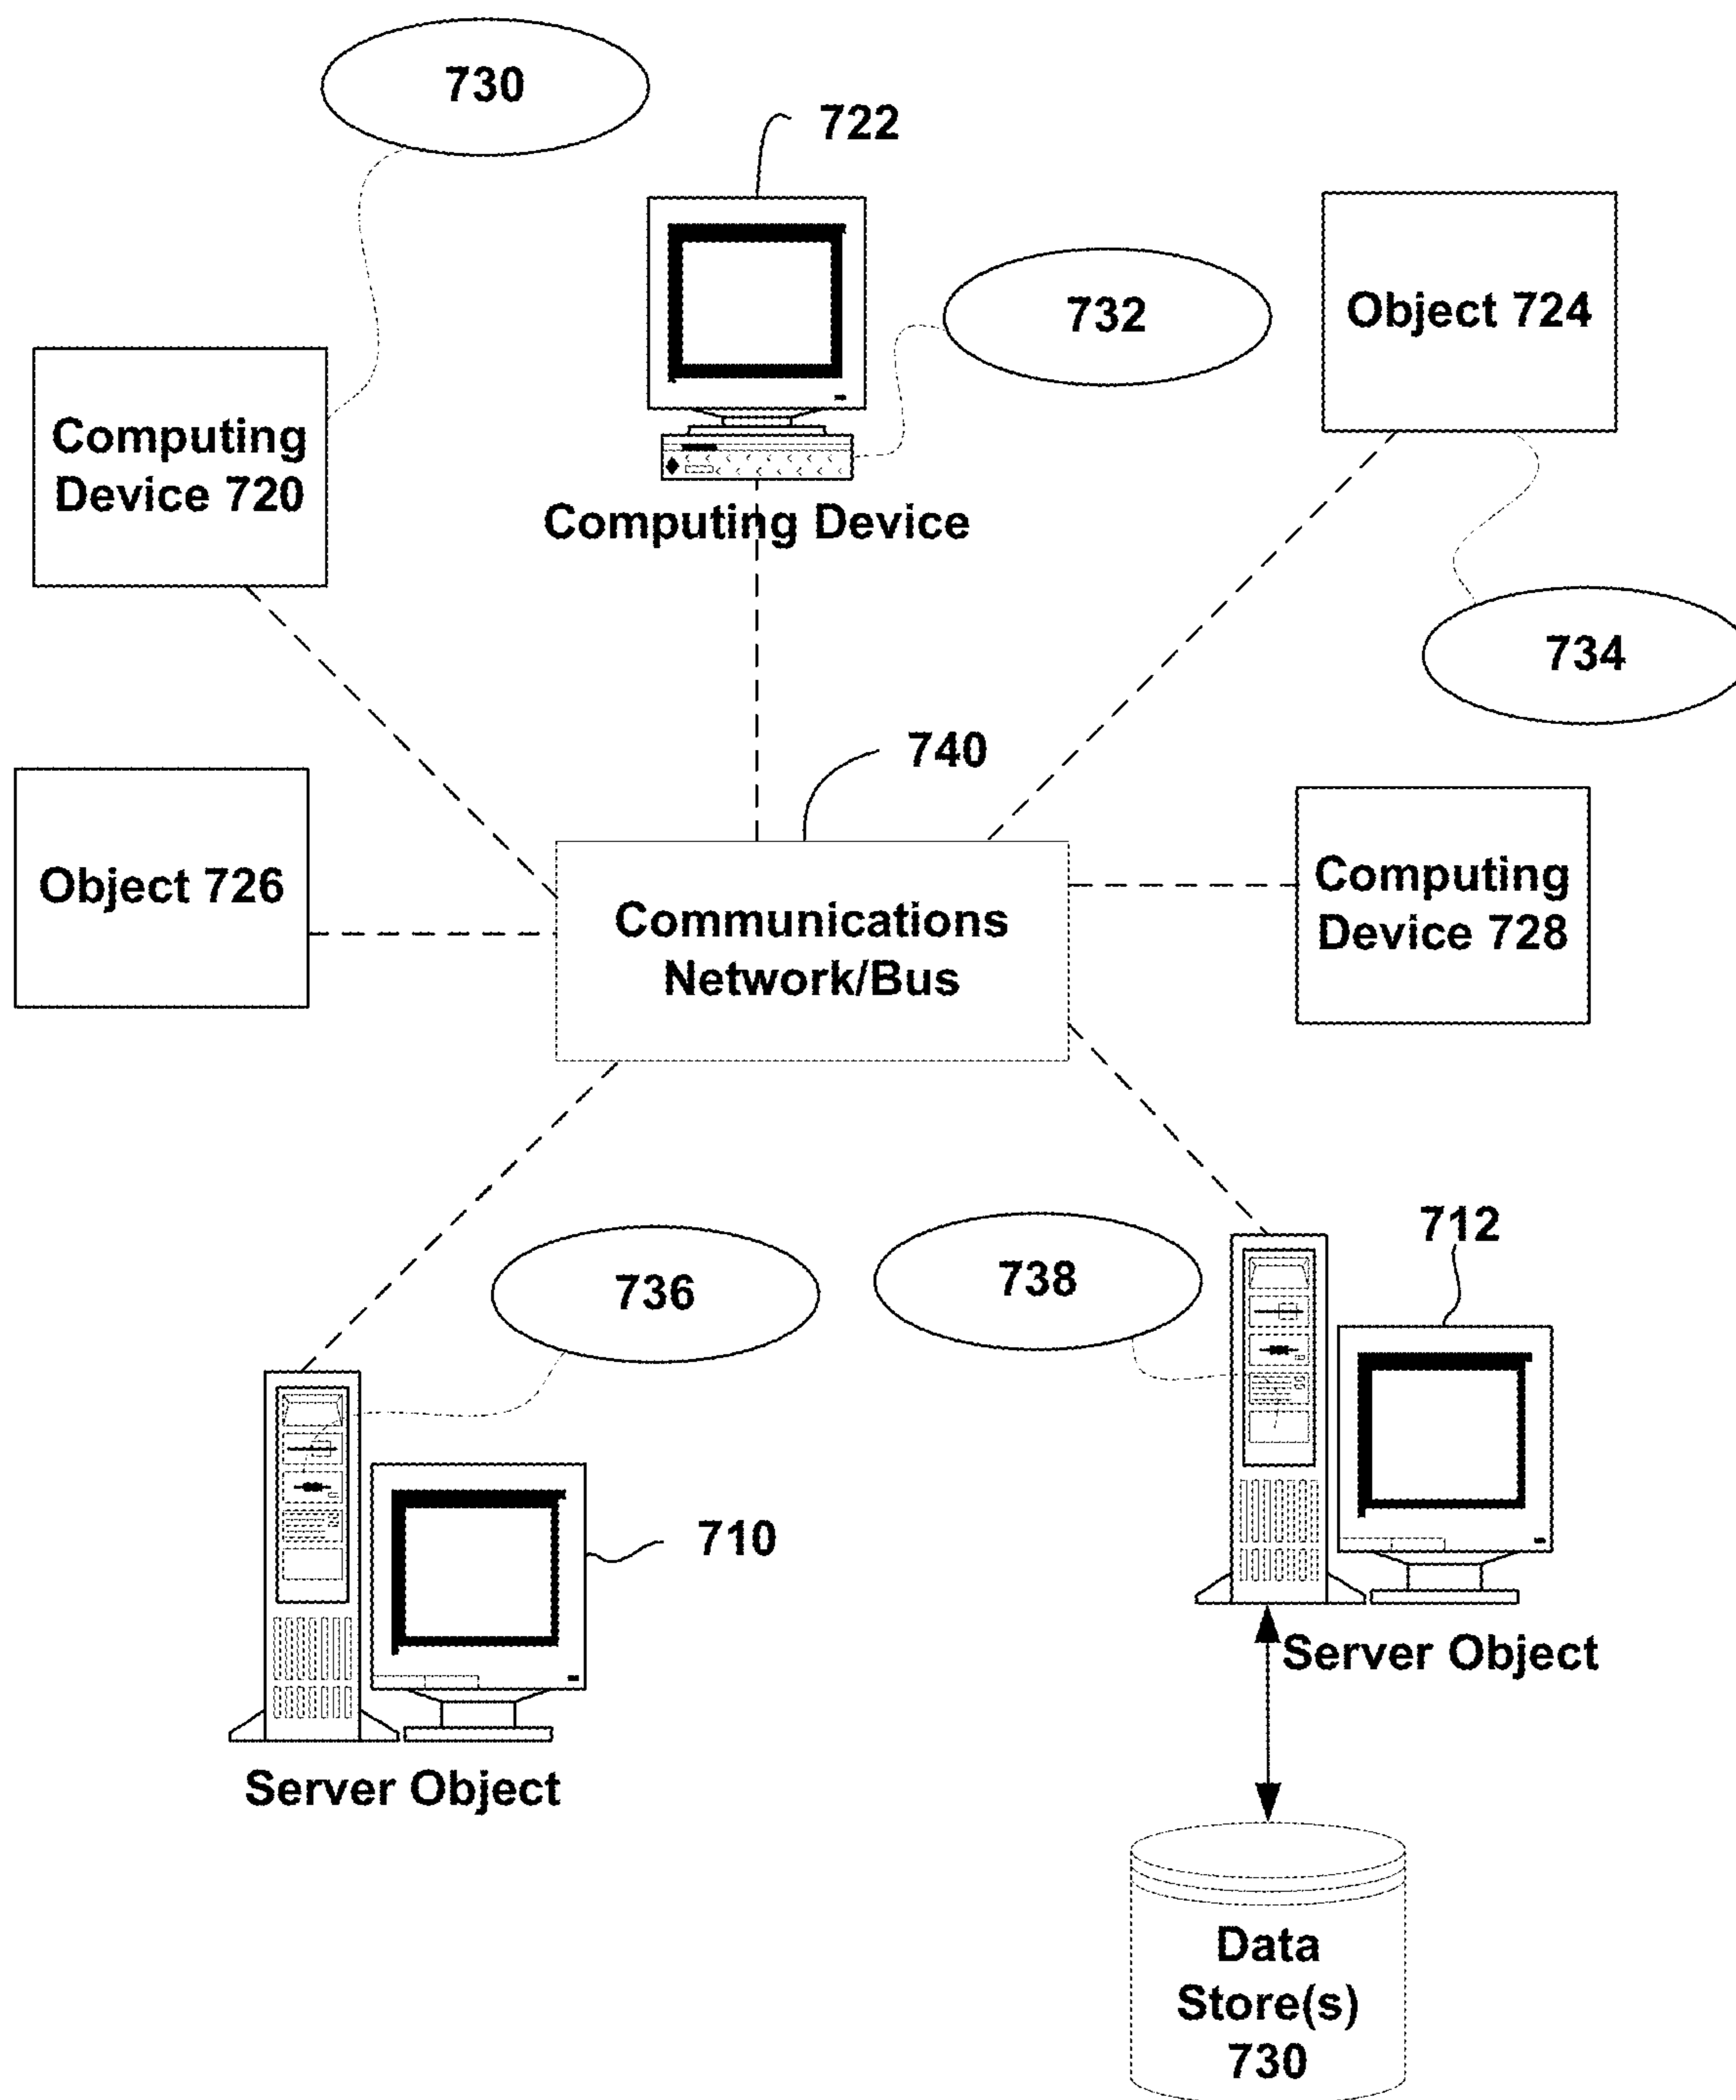 730
722
732
Object 724
Computing
Device 720
Computing Device
734
740
Object 726
Communications
Network/Bus
Computing
Device 728
736
738
712
710
Server Object
Server Object
Data
Store(s)
730